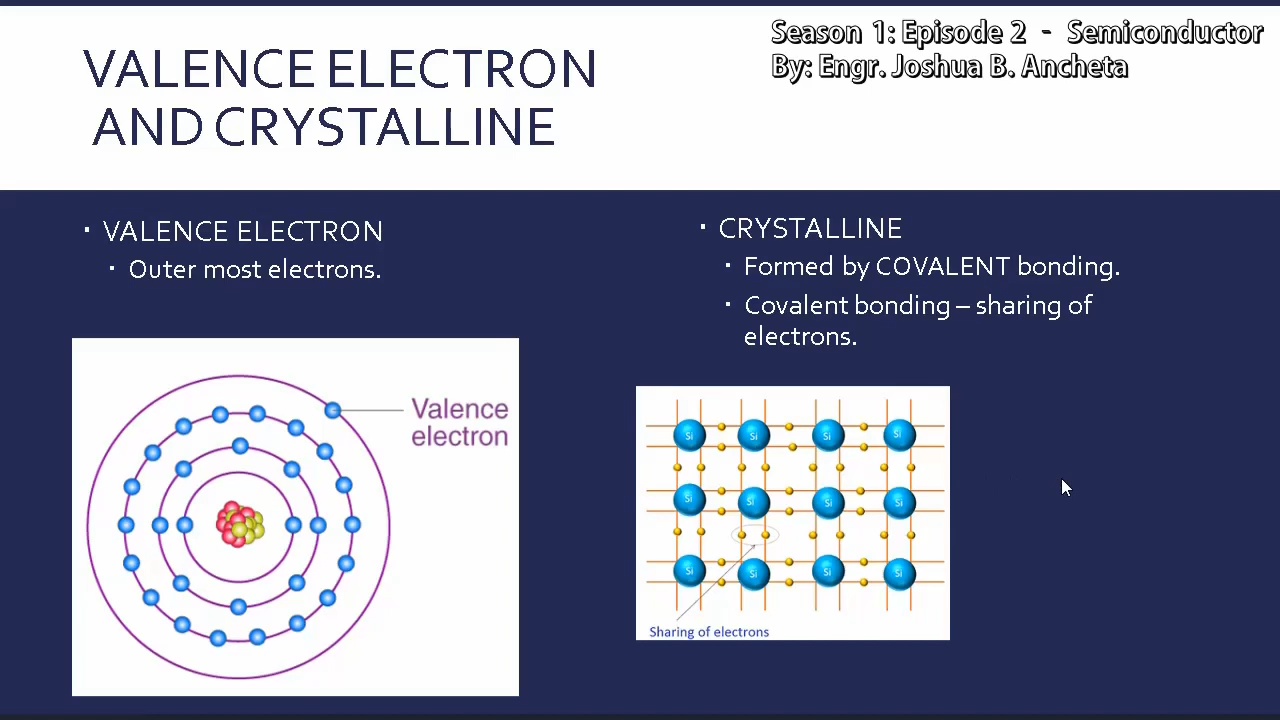 Season 1: Episode 2 - Semiconductor
By: Engr. Joshua B. Ancheta
VALENCE ELECTRON
AND CRYSTALLINE
▪ VALENCE ELECTRON
▪ Outer most electrons.
Valence
electron
▪ CRYSTALLINE
▪ Formed by COVALENT bonding.
▪ Covalent bonding – sharing of
electrons.
Si Si Si Si
Si Si Si Si
Si Si Si Si
Sharing of electrons